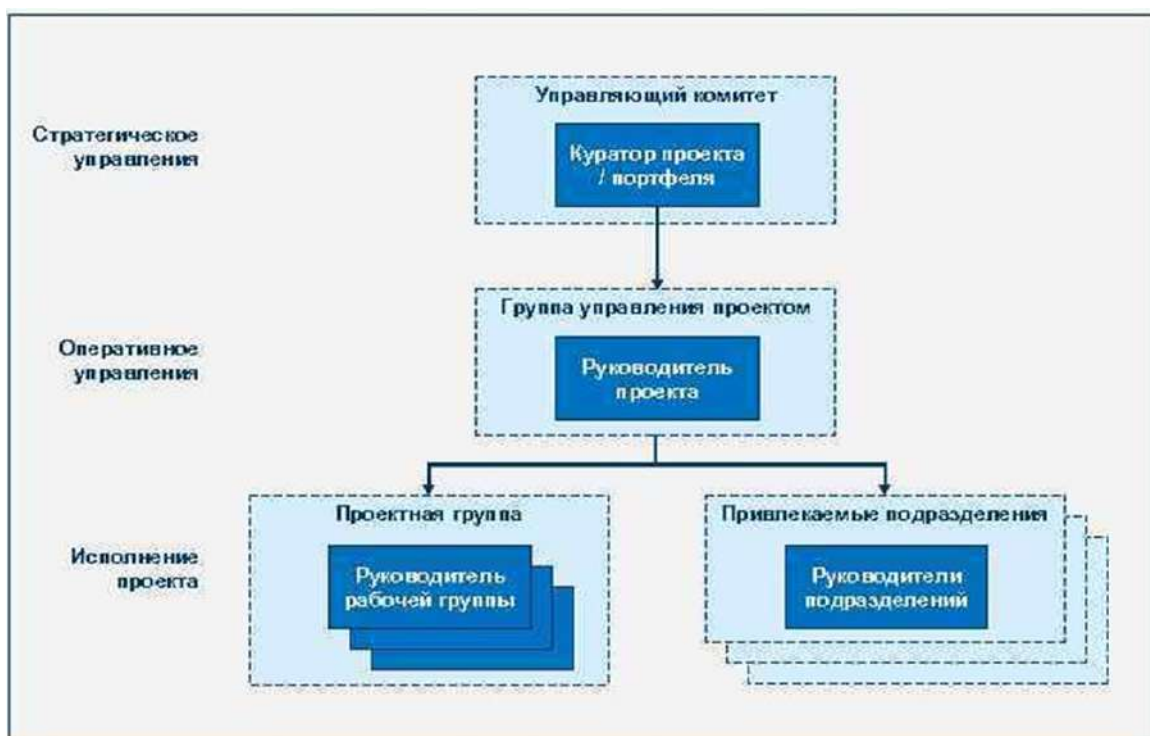 Управляющий комитет
Стратегическое
управления
Куратор проекта
/ портфеля
Группа управления проектом
Оперативное
управления
Руководитель
проекта
Проектная группа
Привлекаемые подразделения
Исполнение
проекта
Руководитель
рабочей группы
Руководители
подразделений